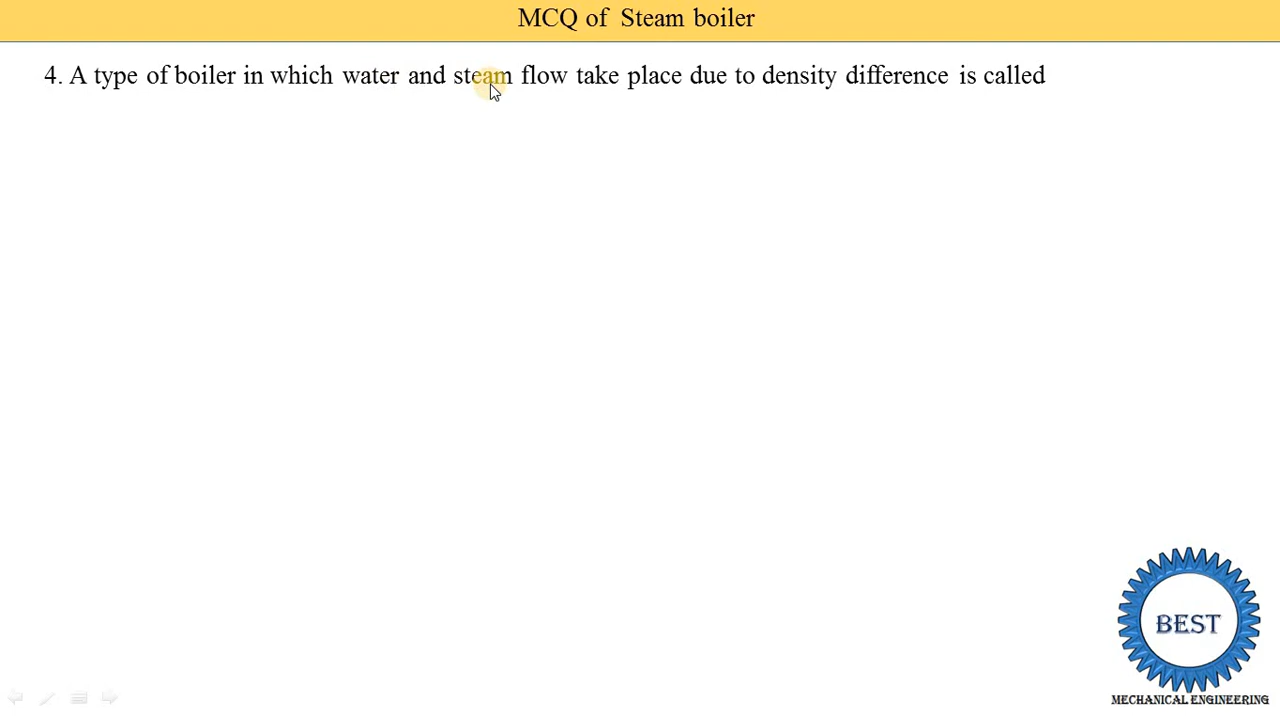 MCQ of Steam boiler
4. A type of boiler in which water and steam flow take place due to density difference is called
BEST
MECHANICAL ENGINEERING